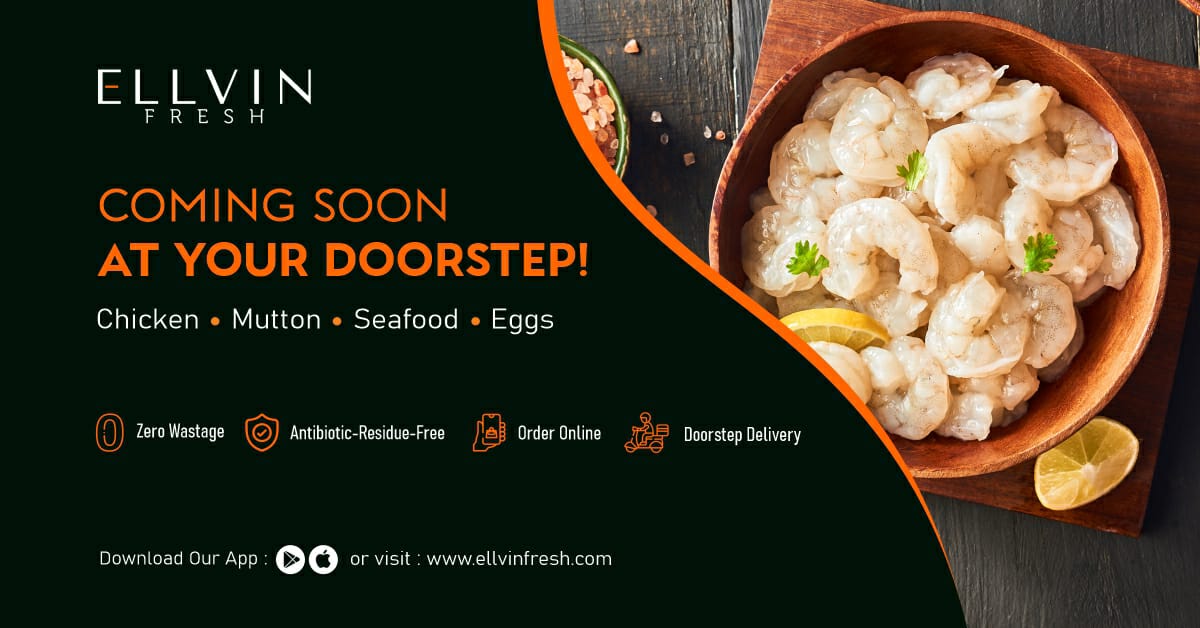 ELLVIN
FRESH
COMING SOON
AT YOUR DOORSTEP!
Chicken • Mutton • Seafood • Eggs
Zero Wastage
Antibiotic-Residue-Free
Order Online
Doorstep Delivery
Download Our App : or visit : www.ellvinfresh.com